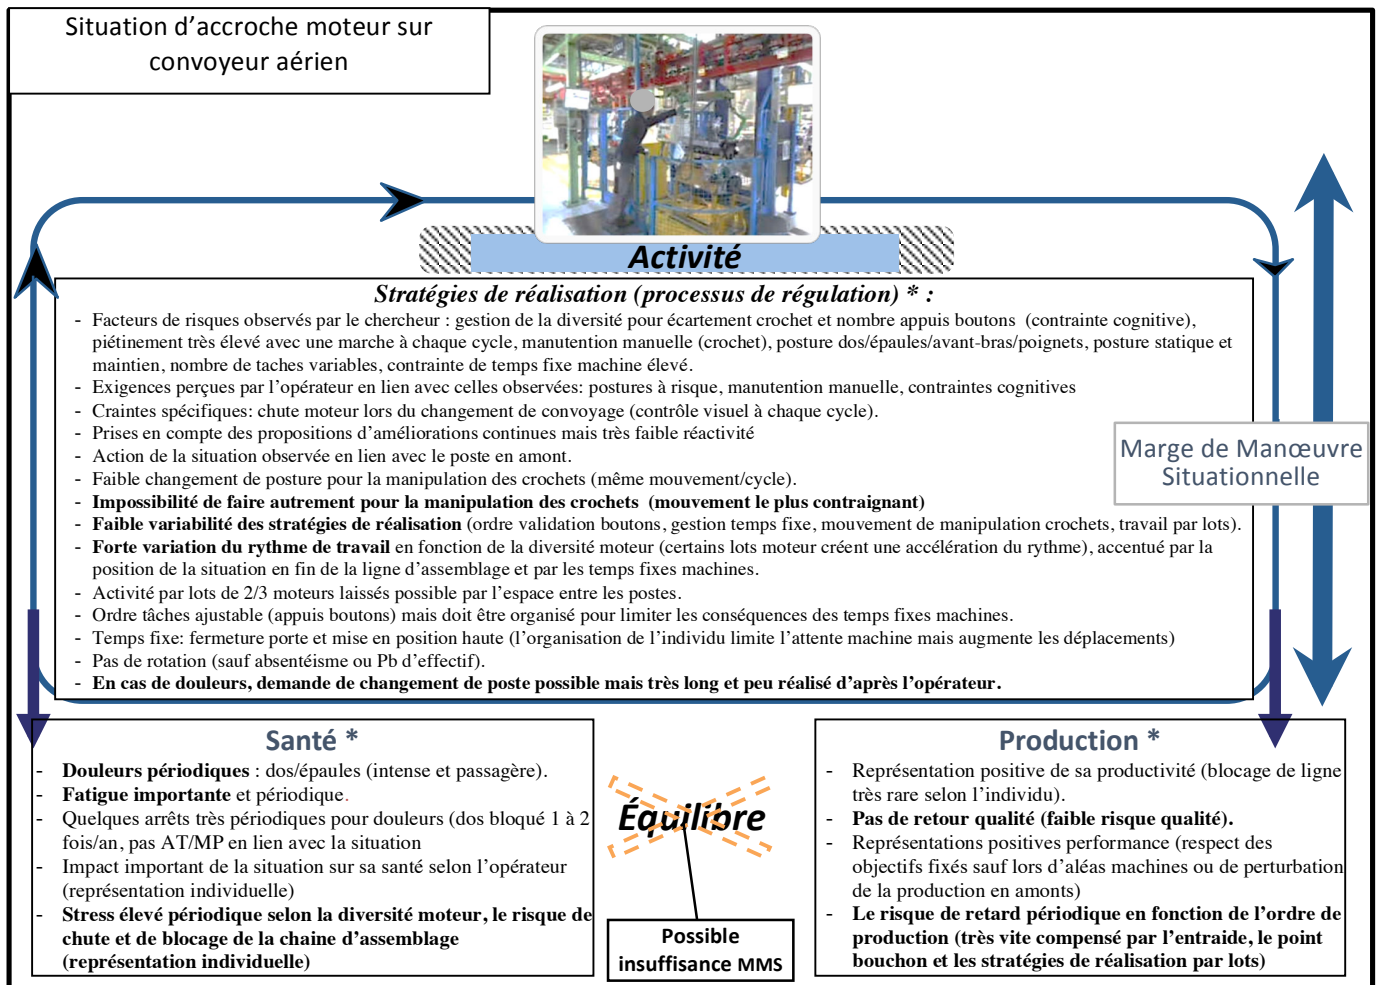 Situation d’accroche moteur sur
convoyeur aérien
Activité
Stratégies de réalisation (processus de régulation) * :
- Facteurs de risques observés par le chercheur : gestion de la diversité pour écartement crochet et nombre appuis boutons (contrainte cognitive),
piétinement très élevé avec une marche à chaque cycle, manutention manuelle (crochet), posture dos/épaules/avant-bras/poignets, posture statique et
maintien, nombre de taches variables, contrainte de temps fixe machine élevé.
- Exigences perçues par l’opérateur en lien avec celles observées: postures à risque, manutention manuelle, contraintes cognitives
- Craintes spécifiques: chute moteur lors du changement de convoyage (contrôle visuel à chaque cycle).
- Prises en compte des propositions d’améliorations continues mais très faible réactivité
- Action de la situation observée en lien avec le poste en amont.
- Faible changement de posture pour la manipulation des crochets (même mouvement/cycle).
- Impossibilité de faire autrement pour la manipulation des crochets (mouvement le plus contraignant)
- Faible variabilité des stratégies de réalisation (ordre validation boutons, gestion temps fixe, mouvement de manipulation crochets, travail par lots).
- Forte variation du rythme de travail en fonction de la diversité moteur (certains lots moteur créent une accélération du rythme), accentué par la
position de la situation en fin de la ligne d’assemblage et par les temps fixes machines.
- Activité par lots de 2/3 moteurs laissés possible par l’espace entre les postes.
- Ordre tâches ajustable (appuis boutons) mais doit être organisé pour limiter les conséquences des temps fixes machines.
- Temps fixe: fermeture porte et mise en position haute (l’organisation de l’individu limite l’attente machine mais augmente les déplacements)
- Pas de rotation (sauf absentéisme ou Pb d’effectif).
- En cas de douleurs, demande de changement de poste possible mais très long et peu réalisé d’après l’opérateur.
Marge de Manœuvre
Situationnelle
Santé *
- Douleurs périodiques : dos/épaules (intense et passagère).
- Fatigue importante et périodique.
- Quelques arrêts très périodiques pour douleurs (dos bloqué 1 à 2
fois/an, pas AT/MP en lien avec la situation
- Impact important de la situation sur sa santé selon l’opérateur
(représentation individuelle)
- Stress élevé périodique selon la diversité moteur, le risque de
chute et de blocage de la chaine d’assemblage
(représentation individuelle)
Équilibre
Possible
insuffisance MMS
Production *
- Représentation positive de sa productivité (blocage de ligne
très rare selon l’individu).
- Pas de retour qualité (faible risque qualité).
- Représentations positives performance (respect des
objectifs fixés sauf lors d’aléas machines ou de perturbation
de la production en amonts)
- Le risque de retard périodique en fonction de l’ordre de
production (très vite compensé par l’entraide, le point
bouchon et les stratégies de réalisation par lots)